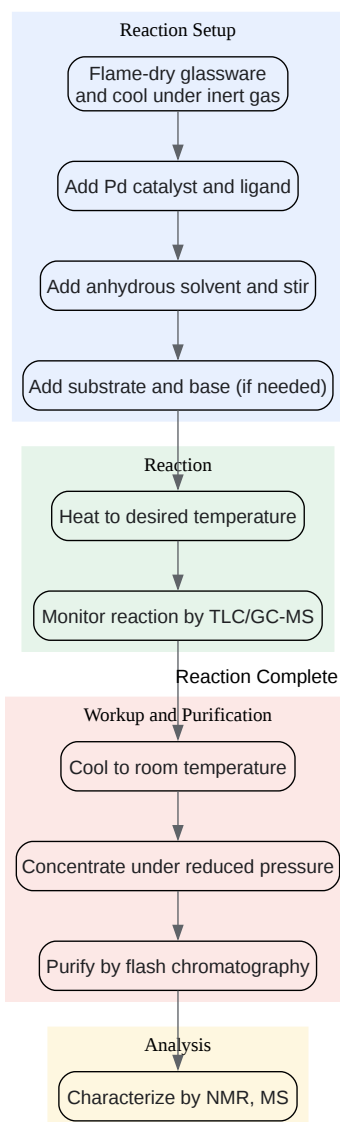 Reaction Setup
Flame-dry glassware
and cool under inert gas
Add Pd catalyst and ligand
Add anhydrous solvent and stir
Add substrate and base (if needed)
Reaction
Heat to desired temperature
Monitor reaction by TLC/GC-MS
Reaction Complete
Workup and Purification
Cool to room temperature
Concentrate under reduced pressure
Purify by flash chromatography
Analysis
Characterize by NMR, MS